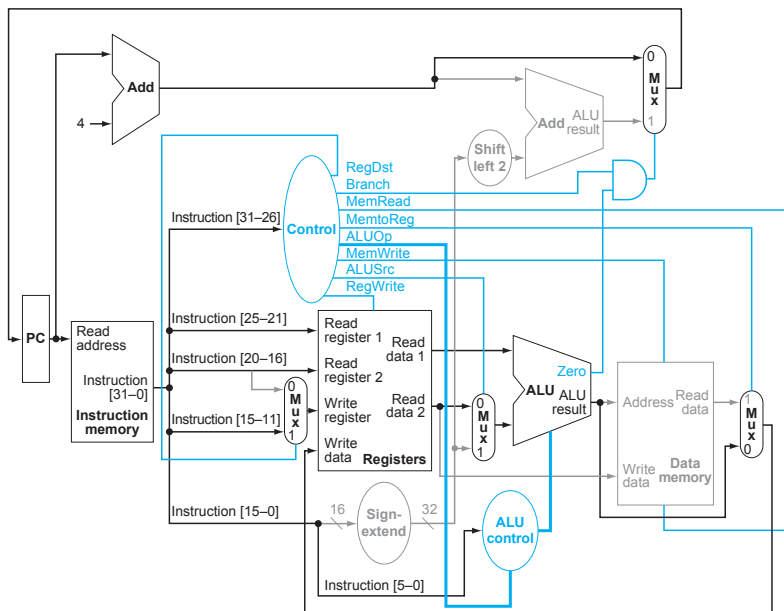 0
M
u
x
1
Add
4
ALU
Add result
Shift
left 2
RegDst
Branch
MemRead
MemtoReg
ALUOp
MemWrite
ALUSrc
RegWrite
Instruction [31–26]
Control
PC
Read
address
Instruction
[31–0]
Instruction
memory
Instruction [25–21]
Instruction [20–16]
Instruction [15–11]
Instruction [15–0]
0
M
u
x
1
Read
register 1
Read
register 2
Write
register
Write
data
Read
data 1
Read
data 2
Registers
0
M
u
x
1
Zero
ALU
ALU
result
Address
Read
data
Write
data
Data
memory
1
M
u
x
0
16
Sign-
extend
32
ALU
control
Instruction [5–0]